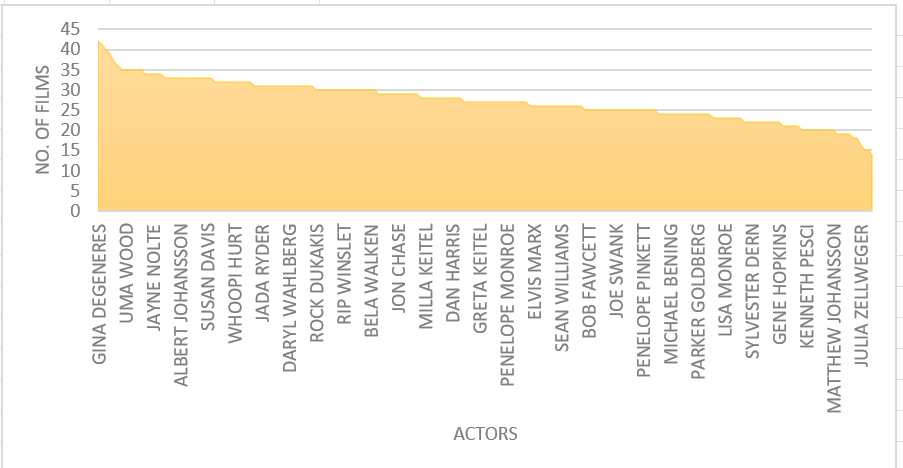 45
40
35
30
25
20
15
10
5
0
NO. OF FILMS
GINA DEGENERES
UMA WOOD
JAYNE NOLTE
ALBERT JOHANSSON
SUSAN DAVIS
WHOOPI HURT
JADA RYDER
DARYL WAHLBERG
ROCK DUKAKIS
RIP WINSLET
BELA WALKEN
JON CHASE
MILLA KEITEL
DAN HARRIS
GRETA KEITEL
PENELOPE MONROE
ELVIS MARX
SEAN WILLIAMS
BOB FAWCETT
JOE SWANK
PENELOPE PINKETT
MICHAEL BENING
PARKER GOLDBERG
LISA MONROE
SYLVESTER DERN
GENE HOPKINS
KENNETH PESCI
MATTHEW JOHANSSON
JULIA ZELLWEGER
ACTORS